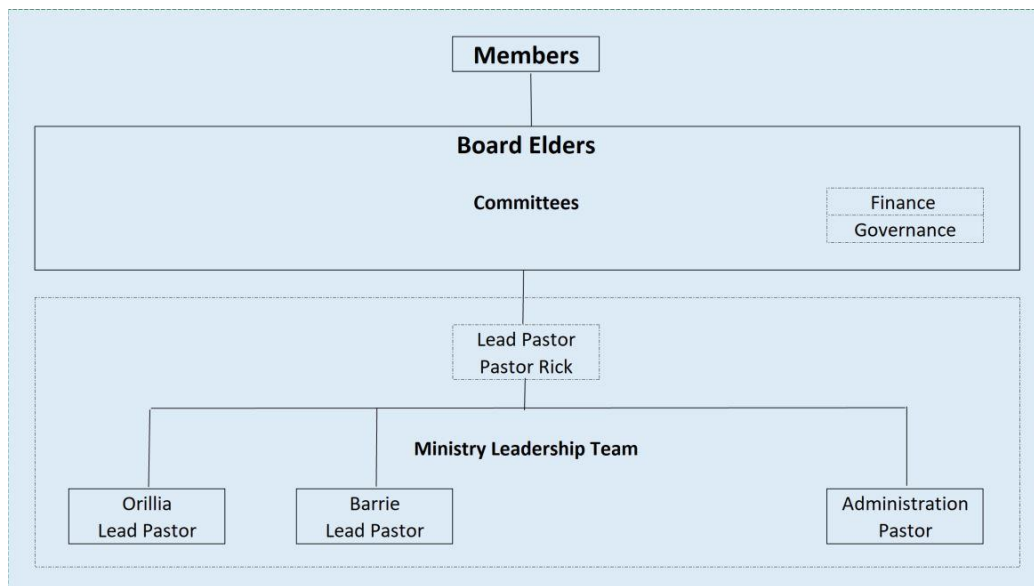 Members
Board Elders
Committees
Finance
Governance
Lead Pastor
Pastor Rick
Ministry Leadership Team
Orillia
Lead Pastor
Barrie
Lead Pastor
Administration
Pastor